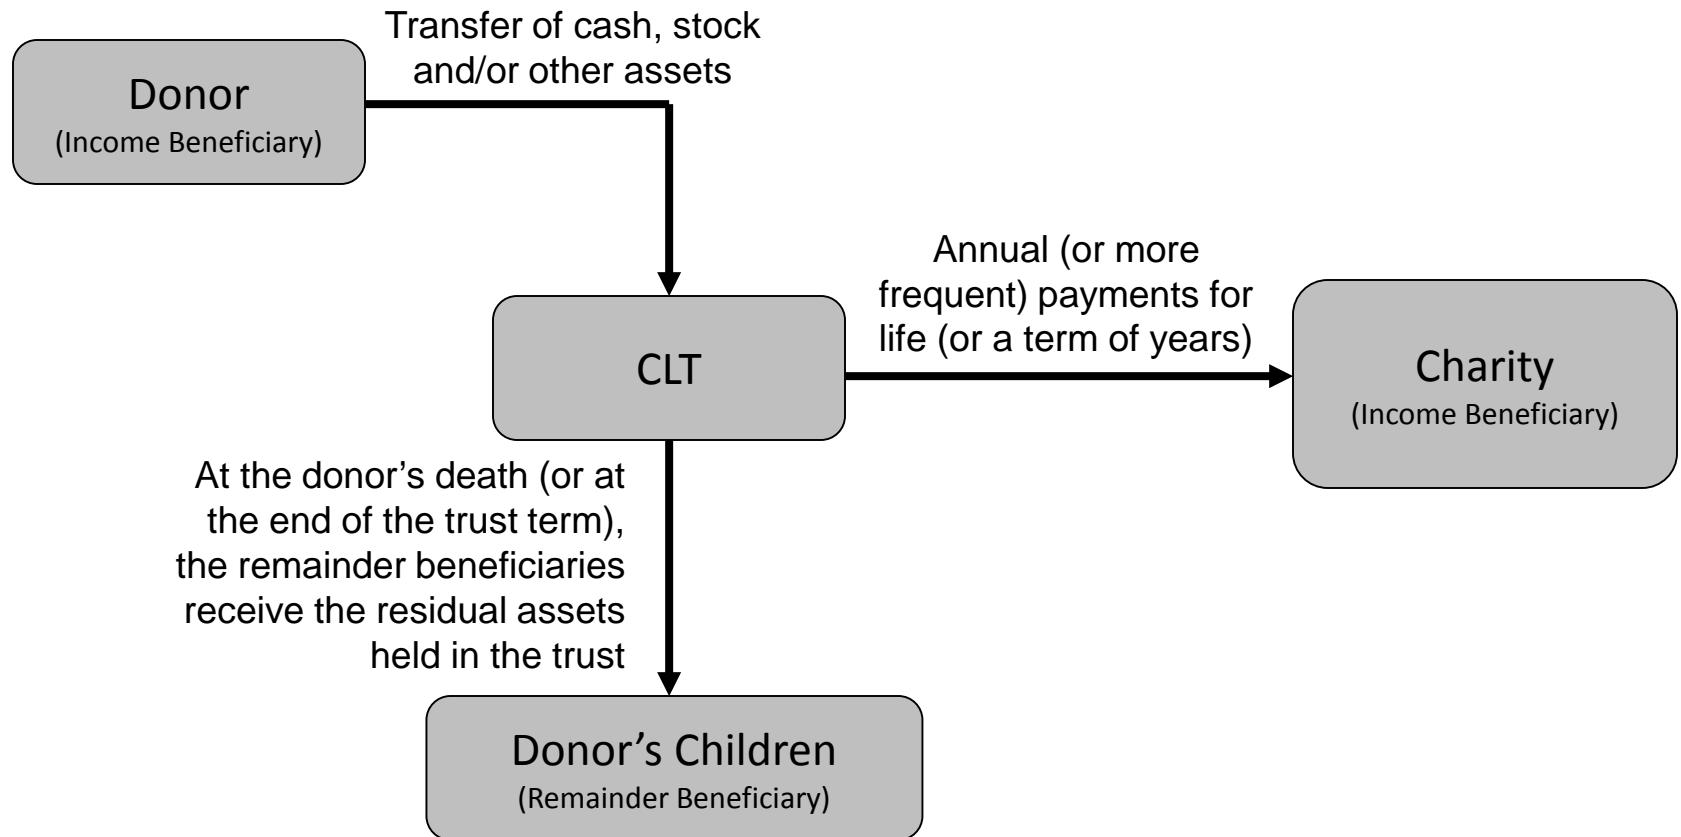 Transfer of cash, stock
and/or other assets
Donor
(Income Beneficiary)
Annual (or more
frequent) payments for
life (or a term of years)
CLT
Charity
(Income Beneficiary)
At the donor’s death (or at
the end of the trust term),
the remainder beneficiaries
receive the residual assets
held in the trust
Donor’s Children
(Remainder Beneficiary)